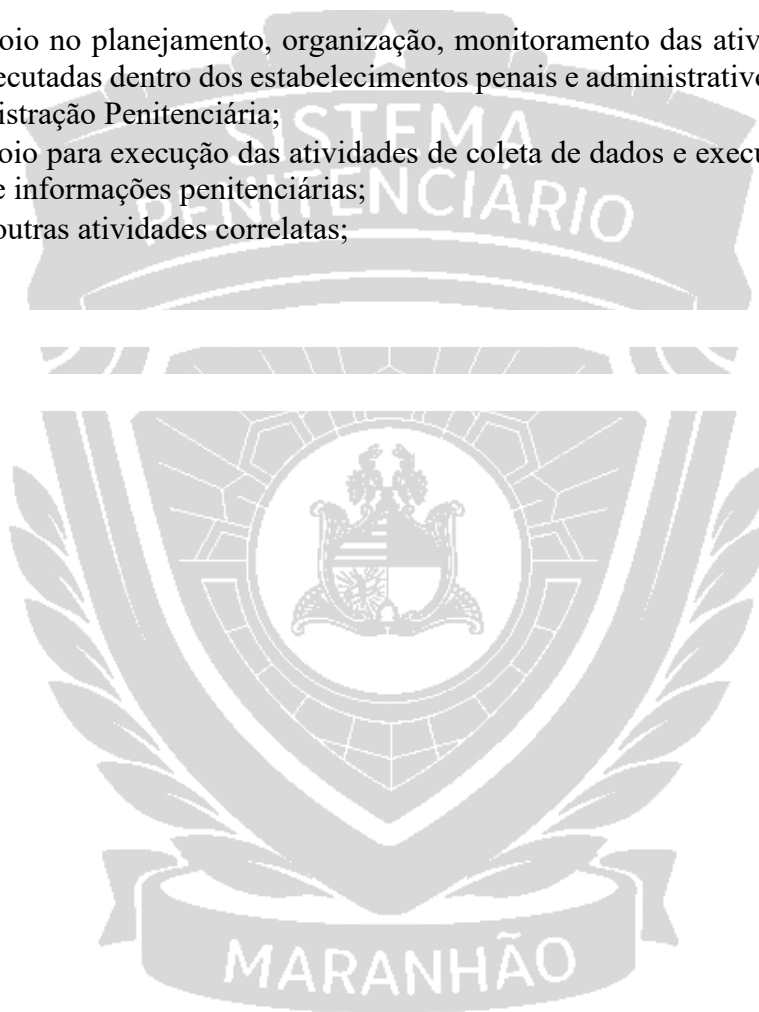 oio no planejamento, organização, monitoramento das ativ
ecutadas dentro dos estabelecimentos penais e administrativo
istração Penitenciária;
oio para execução das atividades de coleta de dados e execu
e informações penitenciárias;
outras atividades correlatas;
SISTEMA
PENITENCIÁRIO
MARANHÃO